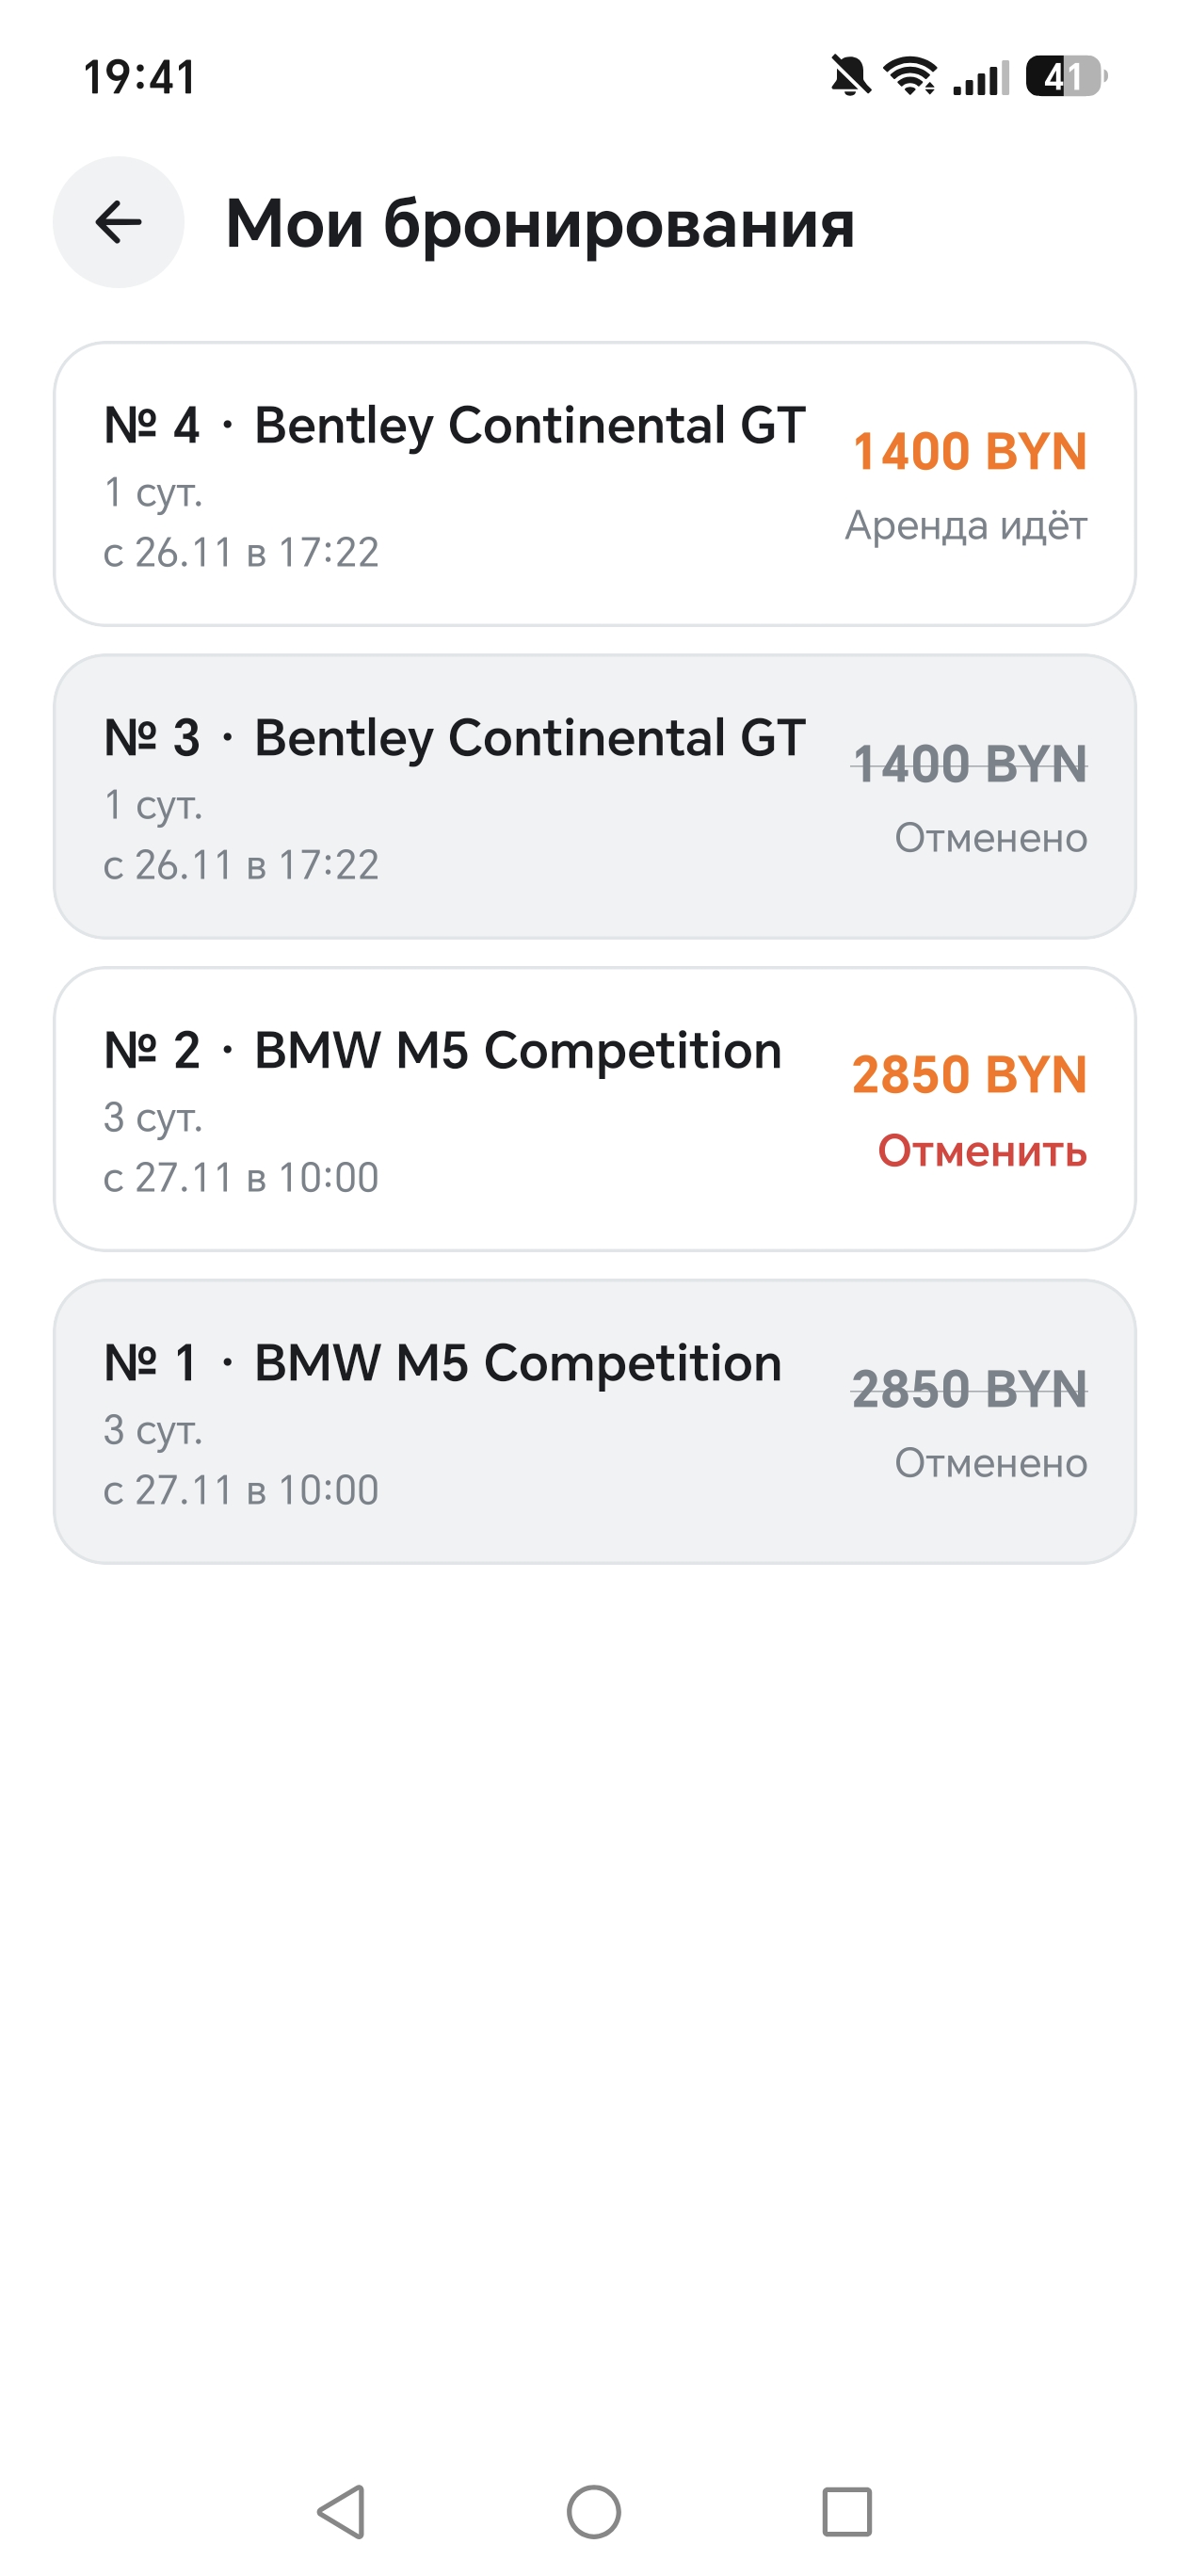 19:41
41
Мои бронирования
№ 4 · Bentley Continental GT
1400 BYN
1 сут.
Аренда идёт
с 26.11 в 17:22
№ 3 · Bentley Continental GT
1400 BYN
1 сут.
Отменено
с 26.11 в 17:22
№ 2 · BMW M5 Competition
2850 BYN
3 сут.
Отменить
с 27.11 в 10:00
№ 1 · BMW M5 Competition
2850 BYN
3 сут.
Отменено
с 27.11 в 10:00